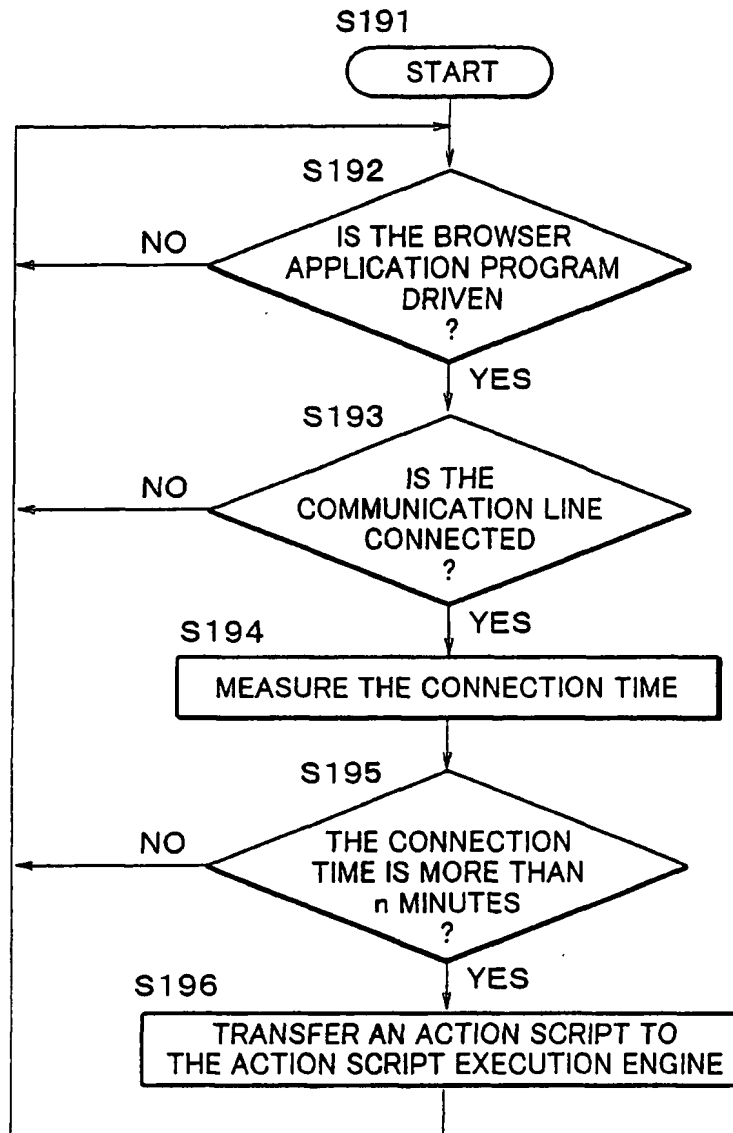 S191
START
S192
IS THE BROWSER
APPLICATION PROGRAM
DRIVEN
?
NO
YES
S193
IS THE
COMMUNICATION LINE
CONNECTED
?
NO
YES
S194
MEASURE THE CONNECTION TIME
S195
THE CONNECTION
TIME IS MORE THAN
n MINUTES
?
NO
YES
S196
TRANSFER AN ACTION SCRIPT TO
THE ACTION SCRIPT EXECUTION ENGINE